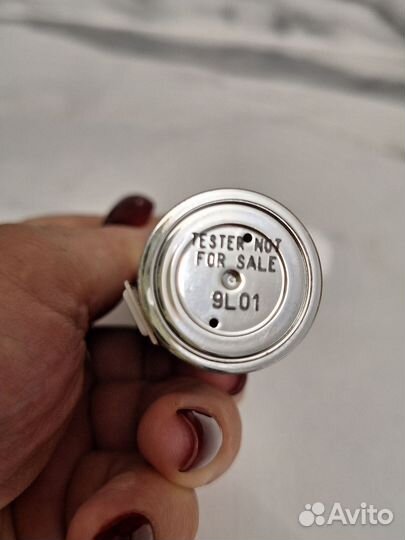 TESTER NOT
FOR SALE
9L01
Avito